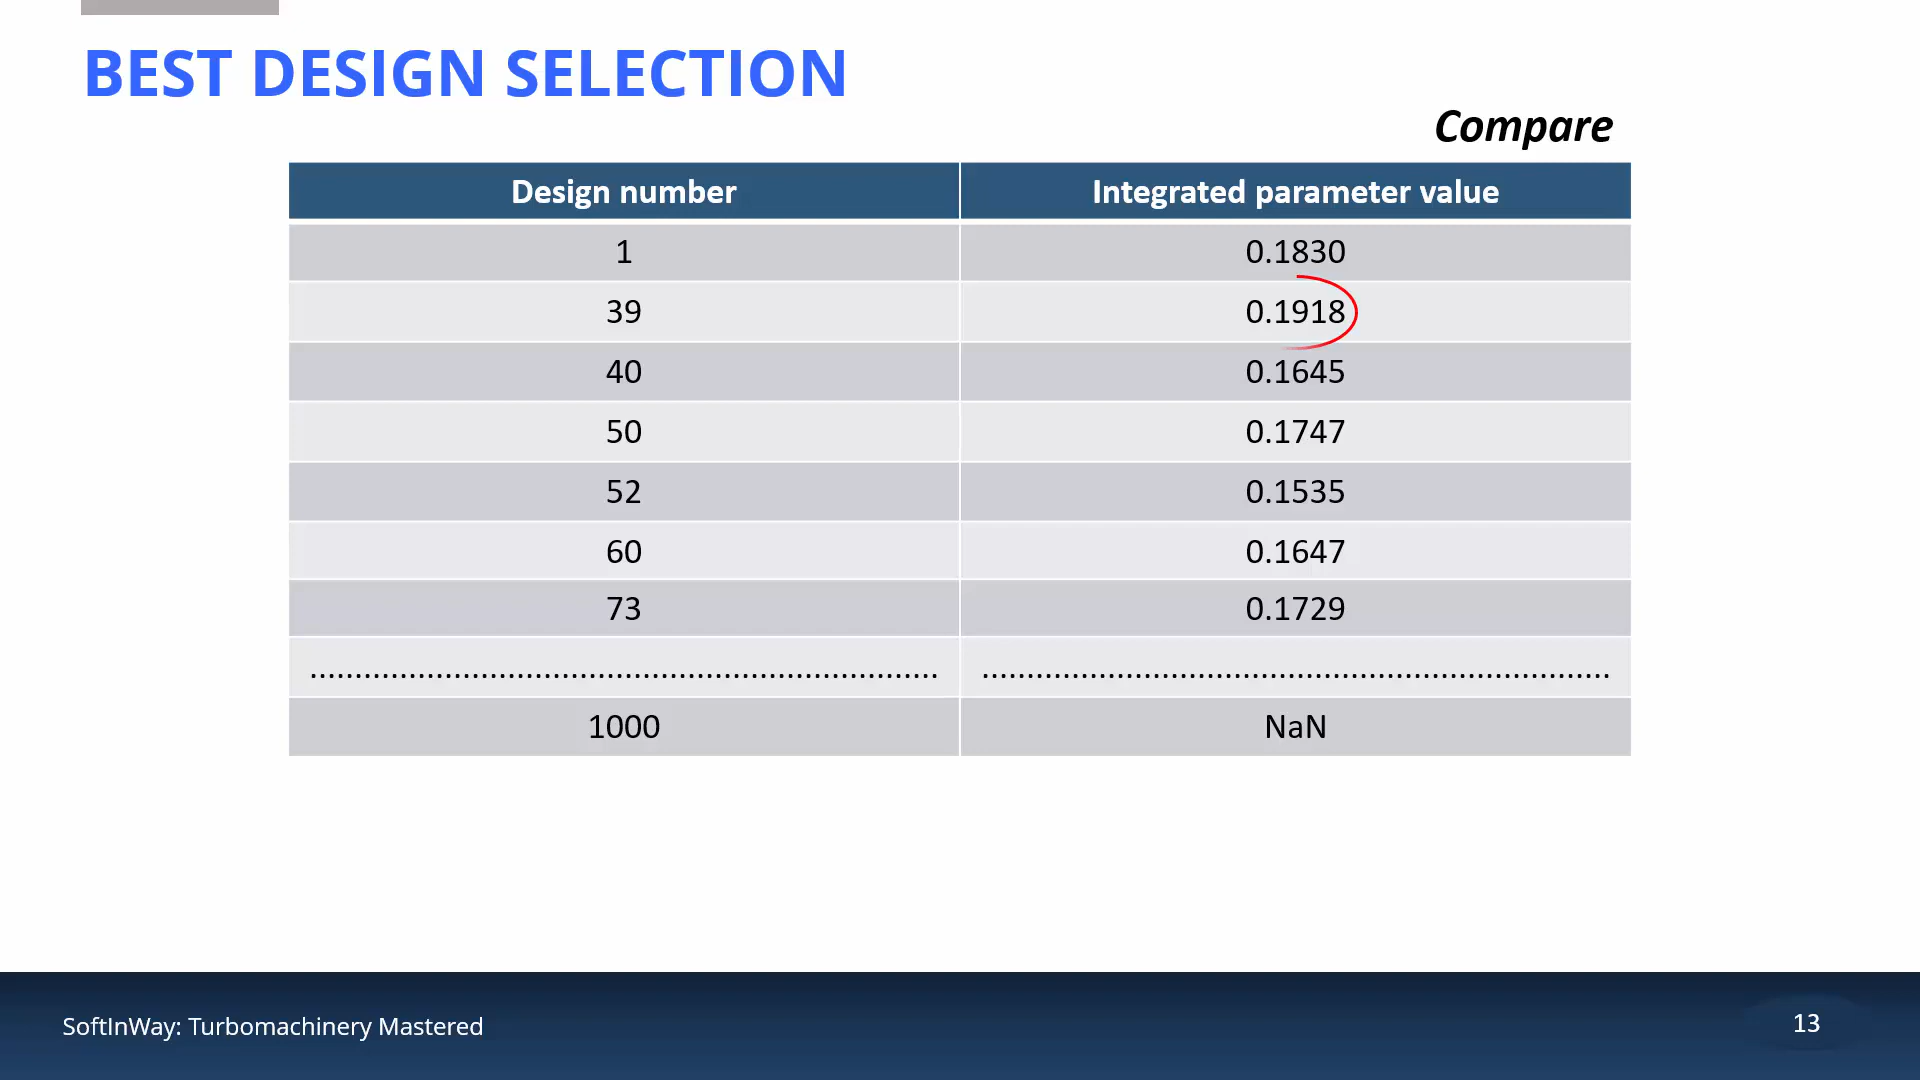 BEST DESIGN SELECTION
Compare
Design number Integrated parameter value
1 0.1830
39 0.1918
40 0.1645
50 0.1747
52 0.1535
60 0.1647
73 0.1729
...................................................................... ......................................................................
1000 NaN
SoftInWay: Turbomachinery Mastered
13